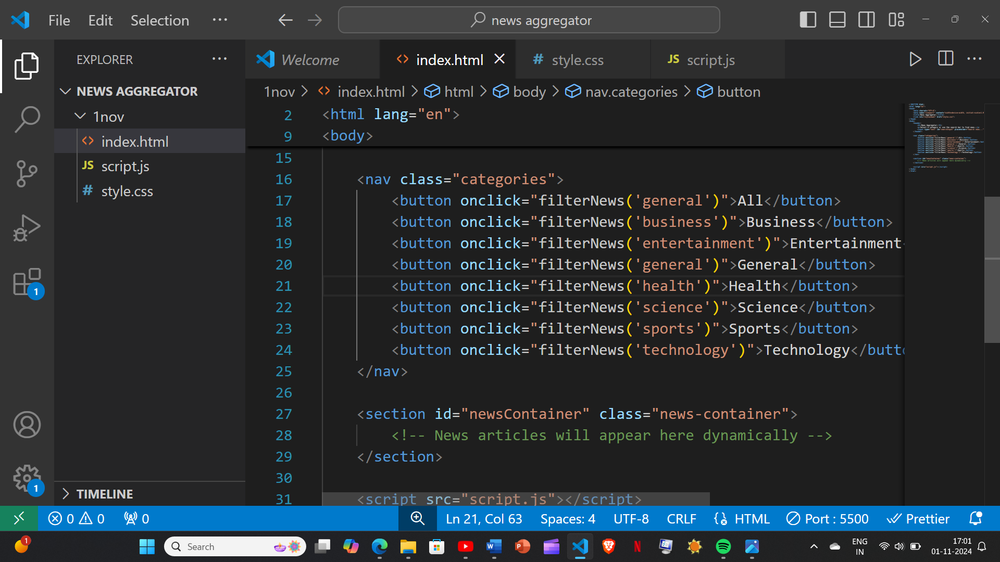 File Edit Selection ··· news aggregator
EXPLORER ···
NEWS AGGREGATOR
1nov
index.html
JS script.js
# style.css
TIMELINE
1
1
Welcome index.html # style.css JS script.js ···
1nov > index.html > html > body > nav.categories > button
2 <html lang="en">
9 <body>
15
16 <nav class="categories">
17 <button onclick="filterNews('general')">All</button>
18 <button onclick="filterNews('business')">Business</button>
19 <button onclick="filterNews('entertainment')">Entertainment
20 <button onclick="filterNews('general')">General</button>
21 <button onclick="filterNews('health')">Health</button>
22 <button onclick="filterNews('science')">Science</button>
23 <button onclick="filterNews('sports')">Sports</button>
24 <button onclick="filterNews('technology')">Technology</butto
25 </nav>
26
27 <section id="newsContainer" class="news-container">
28 <!-- News articles will appear here dynamically -->
29 </section>
30
31 <script src="script.js"></script>
0 0 0 Ln 21, Col 63 Spaces: 4 UTF-8 CRLF HTML Port : 5500 Prettier
1 Search ENG
IN
17:01
01-11-2024